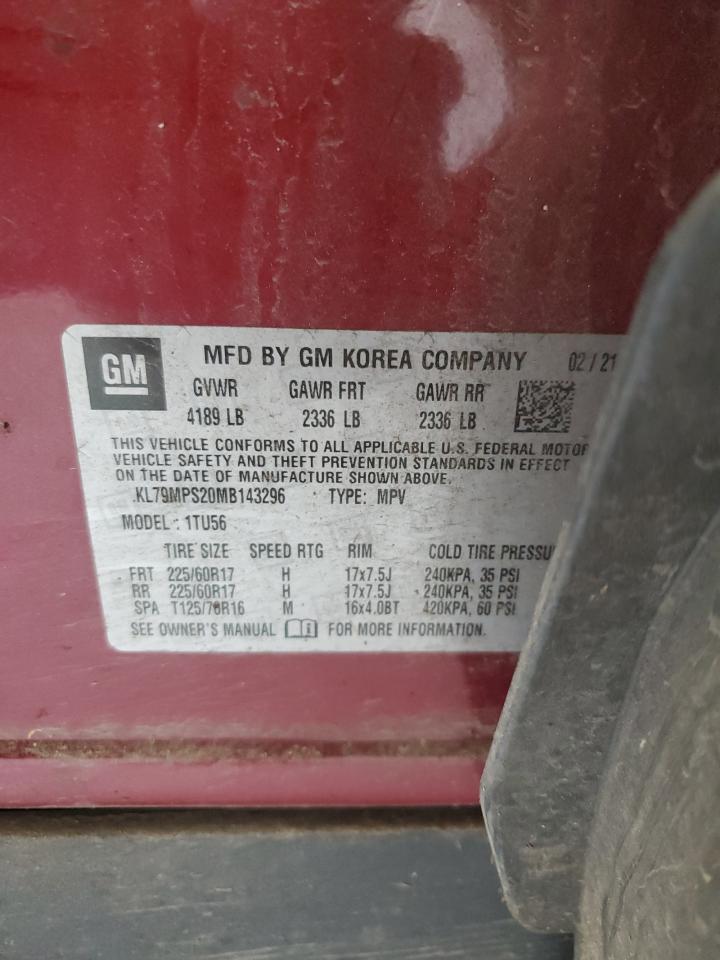 GM MFD BY GM KOREA COMPANY 02 / 21
GVWR GAWR FRT GAWR RR
4189 LB 2336 LB 2336 LB
THIS VEHICLE CONFORMS TO ALL APPLICABLE U.S. FEDERAL MOTOR
VEHICLE SAFETY AND THEFT PREVENTION STANDARDS IN EFFECT
ON THE DATE OF MANUFACTURE SHOWN ABOVE.
KL79MPS20MB143296 TYPE: MPV
MODEL : 1TU56
TIRE SIZE SPEED RTG RIM COLD TIRE PRESSU
FRT 225/60R17 H 17x7.5J 240KPA, 35 PSI
RR 225/60R17 H 17x7.5J 240KPA, 35 PSI
SPA T125/70R16 M 16x4.0BT 420KPA, 60 PSI
SEE OWNER'S MANUAL FOR MORE INFORMATION.